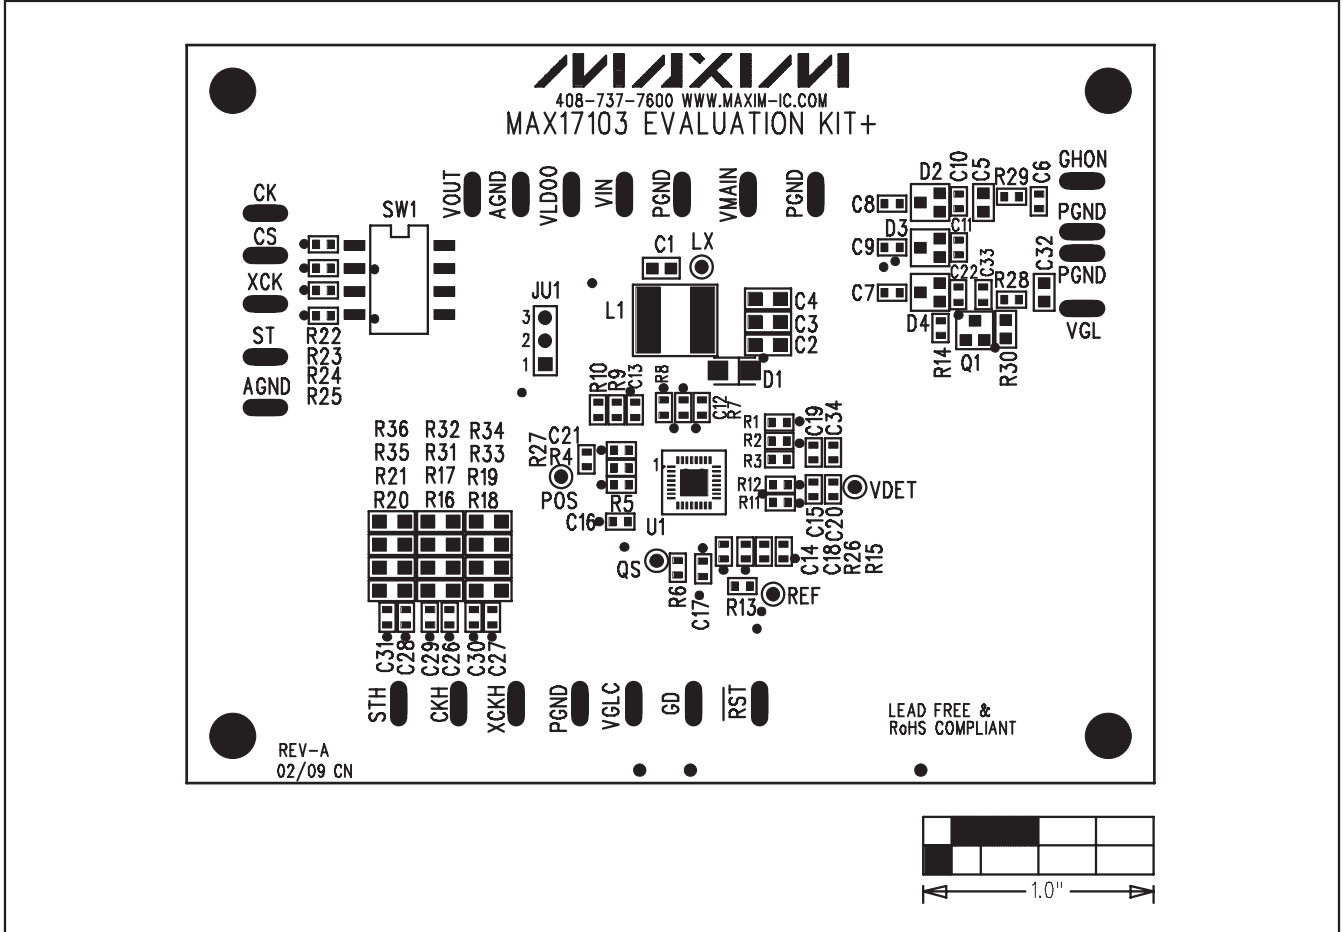 MAXIM
408-737-7600 WWW.MAXIM-IC.COM
MAX17103 EVALUATION KIT+
CK
CS
XCK
ST
AGND
SW1
R22
R23
R24
R25
VOUT
AGND
VLDOO
VIN
PGND
VMAIN
PGND
C1
LX
L1
JU1
3
2
1
C4
C3
C2
D1
C8
D2
C10
C5
R29
C6
GHON
PGND
C9
D3
C11
C22
C33
R28
C32
PGND
C7
D4
R14
Q1
R30
VGL
R10
R9
C13
R8
C12
R7
R1
R2
R3
C19
C34
R27
C21
R4
POS
R5
C16
1
U1
R12
R11
VDET
C15
C20
R36
R32
R34
R35
R31
R33
R21
R17
R19
R20
R16
R18
QS
R6
C17
R13
REF
C14
C18
R26
R15
C31
C28
C29
C26
C30
C27
STH
CKH
XCKH
PGND
VGLC
GD
RST
LEAD FREE &
RoHS COMPLIANT
REV-A
02/09 CN
1.0"